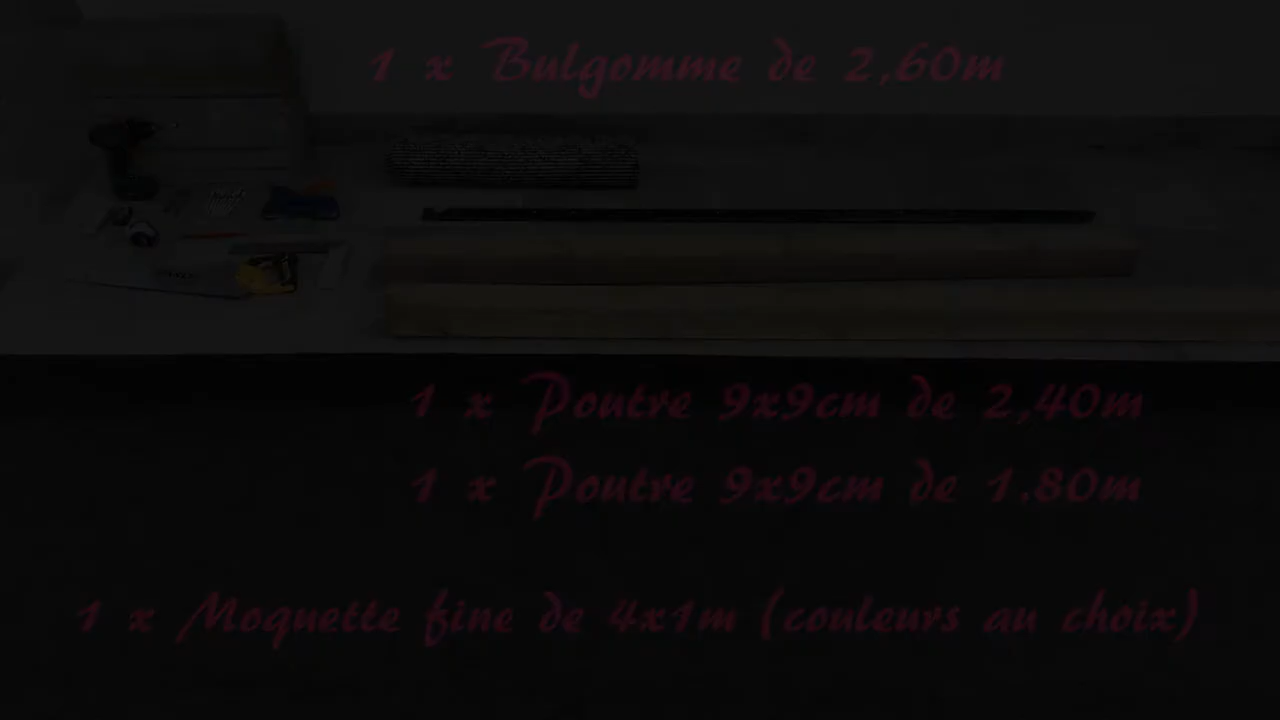 1 x Bulgomme de 2,60m
1 x Poutre 9x9cm de 2,40m
1 x Poutre 9x9cm de 1.80m
1 x Moquette fine de 4x1m (couleurs au choix)